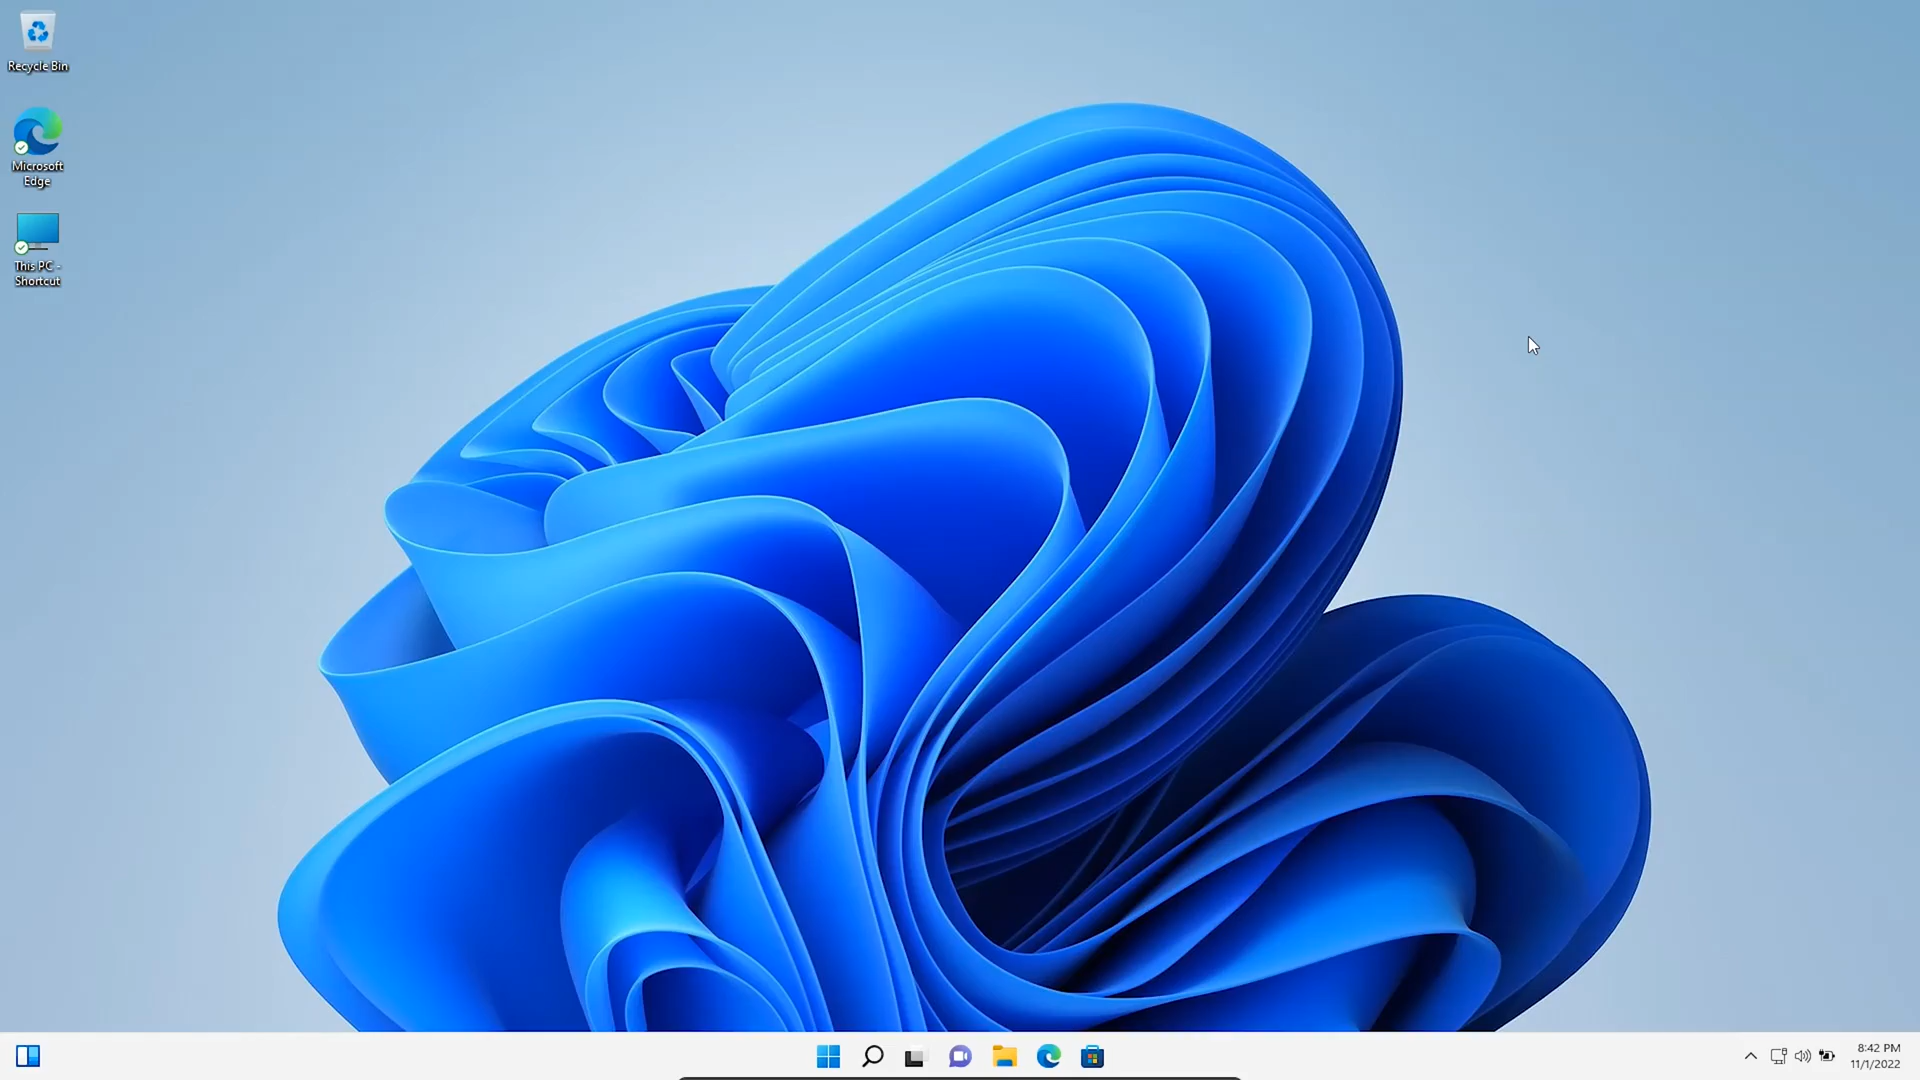 Recycle Bin
Microsoft
Edge
This PC -
Shortcut
8:42 PM
11/1/2022